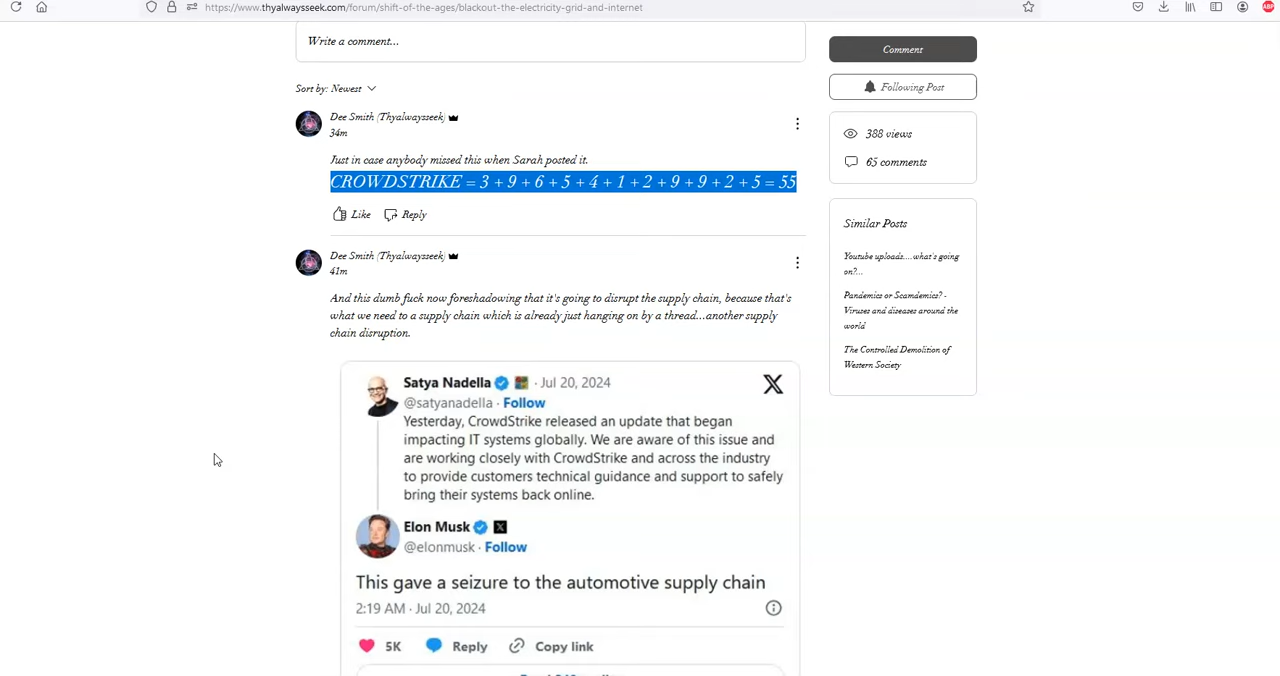 https://www.thyalwaysseek.com/forum/shift-of-the-ages/blackout-the-electricity-grid-and-internet
ABP
Write a comment...
Comment
Sort by: Newest
Following Post
Dee Smith (Thyalwaysseek)
34m
388 views
65 comments
Just in case anybody missed this when Sarah posted it.
CROWDSTRIKE = 3 + 9 + 6 + 5 + 4 + 1 + 2 + 9 + 9 + 2 + 5 = 55
Like Reply
Similar Posts
Youtube uploads....what's going
on?...
Pandemics or Scamdemics? -
Viruses and diseases around the
world
The Controlled Demolition of
Western Society
Dee Smith (Thyalwaysseek)
41m
And this dumb fuck now foreshadowing that it's going to disrupt the supply chain, because that's
what we need to a supply chain which is already just hanging on by a thread...another supply
chain disruption.
Satya Nadella · Jul 20, 2024
@satyanadella · Follow
Yesterday, CrowdStrike released an update that began
impacting IT systems globally. We are aware of this issue and
are working closely with CrowdStrike and across the industry
to provide customers technical guidance and support to safely
bring their systems back online.
Elon Musk
@elonmusk · Follow
This gave a seizure to the automotive supply chain
2:19 AM · Jul 20, 2024
5K Reply Copy link